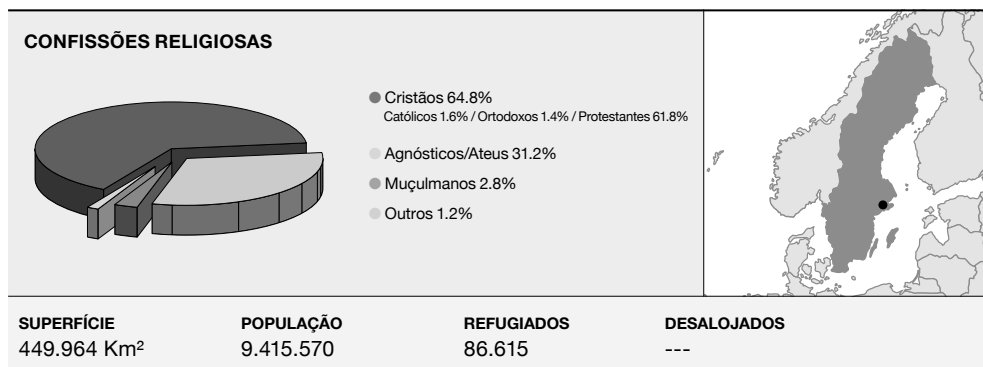 CONFISSÕES RELIGIOSAS
Cristãos 64.8%
Católicos 1.6% / Ortodoxos 1.4% / Protestantes 61.8%
Agnósticos/Ateus 31.2%
Muçulmanos 2.8%
Outros 1.2%
SUPERFÍCIE
449.964 Km²
POPULAÇÃO
9.415.570
REFUGIADOS
86.615
DESALOJADOS
---